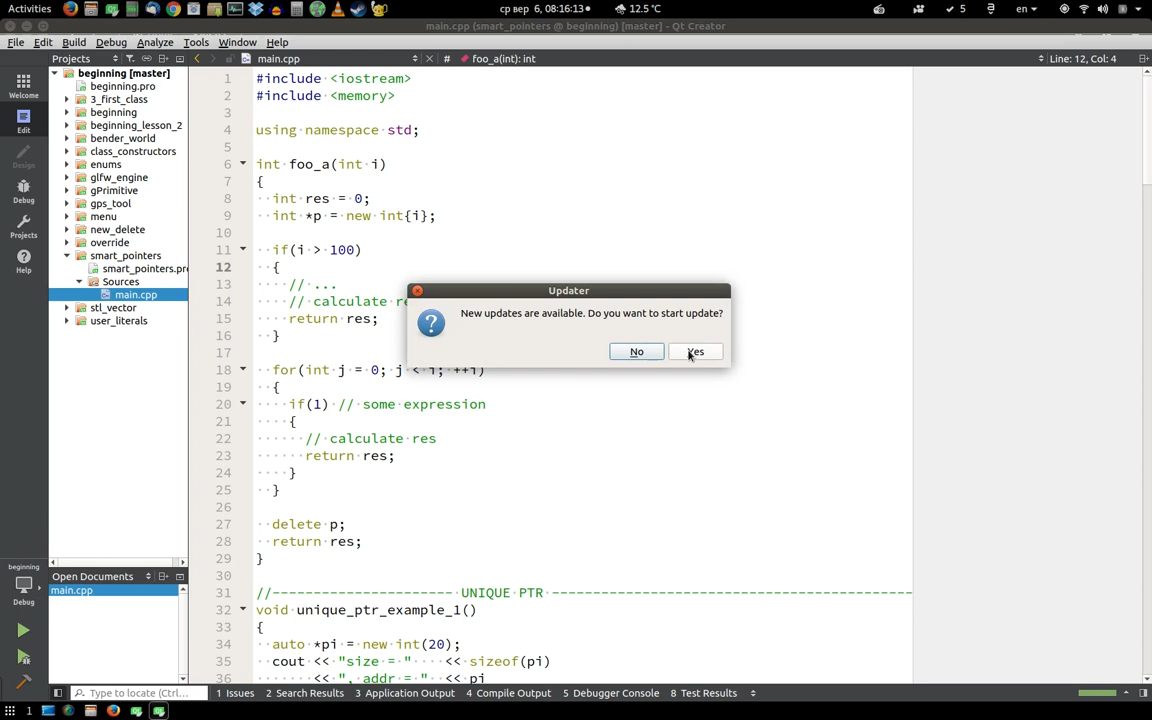 Activities
ср вер 6, 08:16:13
12.5 °C
5
en
main.cpp (smart_pointers @ beginning) [master] - Qt Creator
File Edit Build Debug Analyze Tools Window Help
Projects
main.cpp
#
foo_a(int): int
Line: 12, Col: 4
Welcome
Edit
Design
Debug
Projects
Help
beginning
Debug
beginning [master]
beginning.pro
3_first_class
beginning
beginning_lesson_2
bender_world
class_constructors
enums
glfw_engine
gPrimitive
gps_tool
menu
new_delete
override
smart_pointers
smart_pointers.pr
Sources
main.cpp
stl_vector
user_literals
Open Documents
main.cpp
1 #include <iostream>
2 #include <memory>
3
4 using namespace std;
5
6 int foo_a(int i)
7 {
8 int res = 0;
9 int *p = new int{i};
10
11 if(i > 100)
12 {
13 // ...
14 // calculate re
15 return res;
16 }
17
18 for(int j = 0; j < i; ++i)
19 {
20 if(1) // some expression
21 {
22 // calculate res
23 return res;
24 }
25 }
26
27 delete p;
28 return res;
29 }
30
31 //---------------------- UNIQUE PTR --------------------------------------------
32 void unique_ptr_example_1()
33 {
34 auto *pi = new int(20);
35 cout << "size = " << sizeof(pi)
36 << ", addr = " << pi
Updater
New updates are available. Do you want to start update?
No
Yes
Type to locate (Ctrl...
1 Issues 2 Search Results 3 Application Output 4 Compile Output 5 Debugger Console 8 Test Results
1